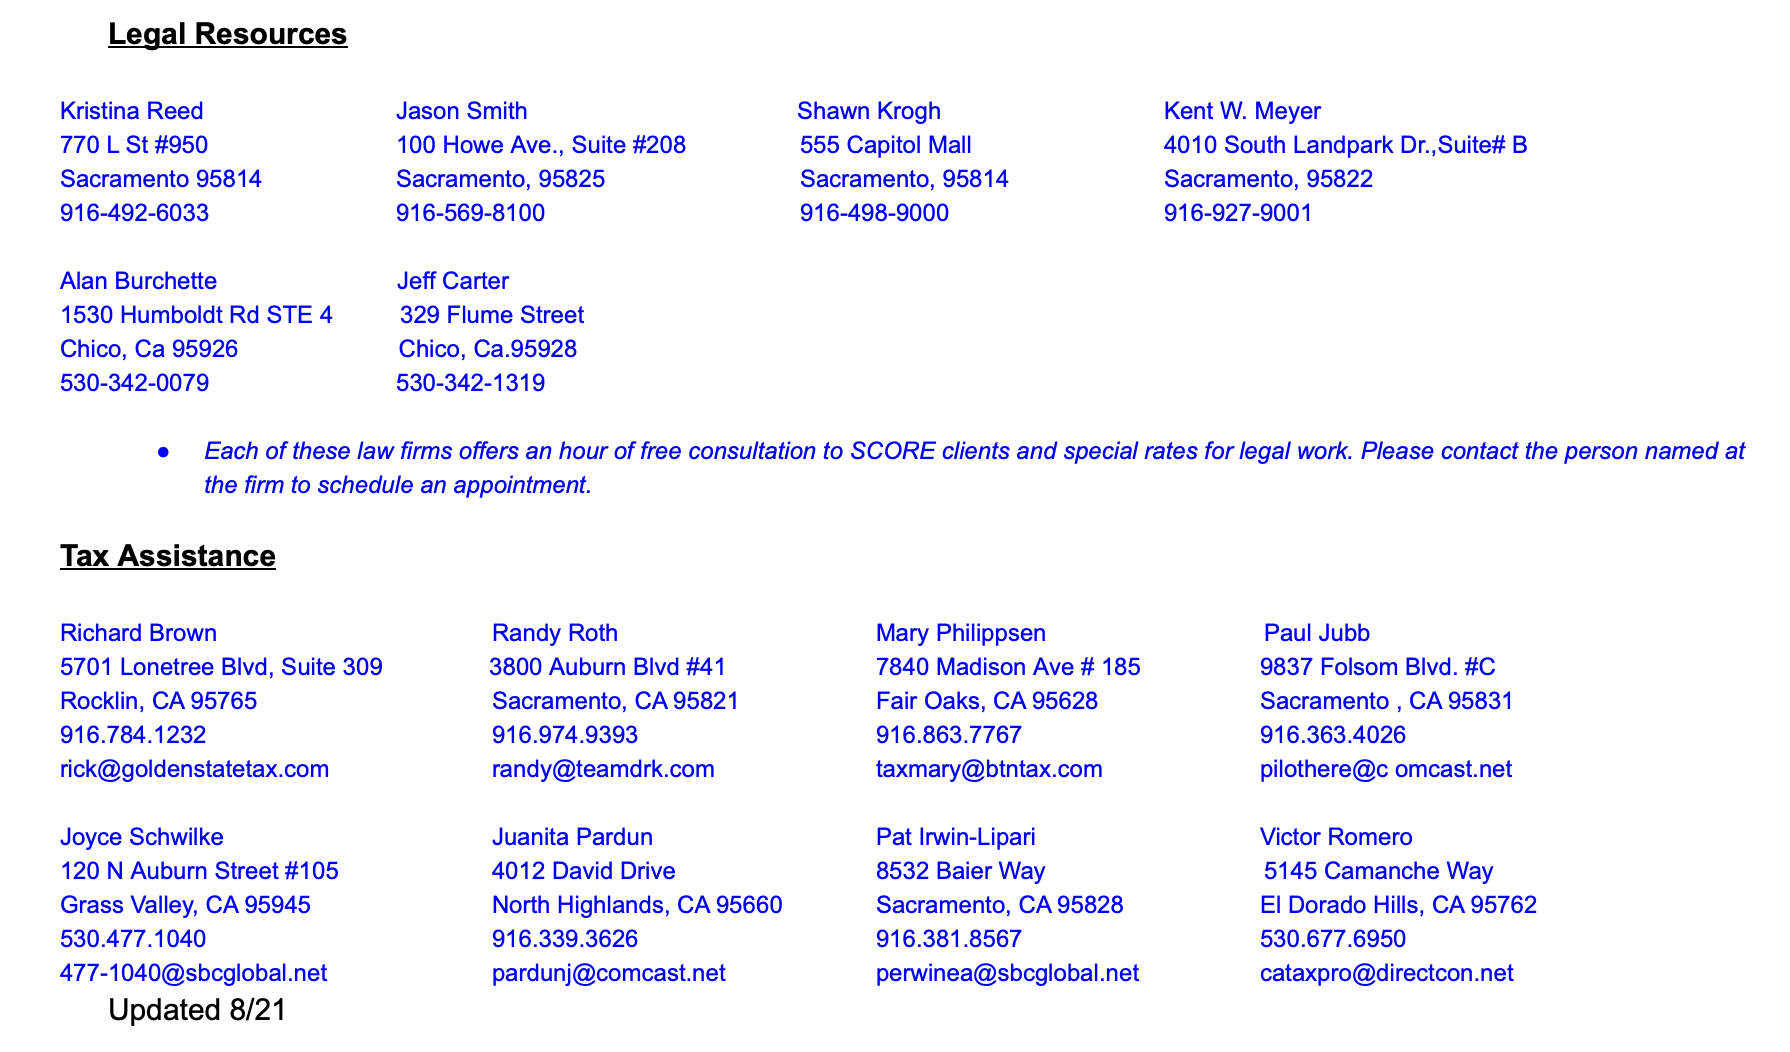 Legal Resources
Kristina Reed
770 L St #950
Sacramento 95814
916-492-6033
Jason Smith
100 Howe Ave., Suite #208
Sacramento, 95825
916-569-8100
Shawn Krogh
555 Capitol Mall
Sacramento, 95814
916-498-9000
Kent W. Meyer
4010 South Landpark Dr.,Suite# B
Sacramento, 95822
916-927-9001
Alan Burchette
1530 Humboldt Rd STE 4
Chico, Ca 95926
530-342-0079
Jeff Carter
329 Flume Street
Chico, Ca.95928
530-342-1319
● Each of these law firms offers an hour of free consultation to SCORE clients and special rates for legal work. Please contact the person named at
the firm to schedule an appointment.
Tax Assistance
Richard Brown
5701 Lonetree Blvd, Suite 309
Rocklin, CA 95765
916.784.1232
rick@goldenstatetax.com
Randy Roth
3800 Auburn Blvd #41
Sacramento, CA 95821
916.974.9393
randy@teamdrk.com
Mary Philippsen
7840 Madison Ave # 185
Fair Oaks, CA 95628
916.863.7767
taxmary@btntax.com
Paul Jubb
9837 Folsom Blvd. #C
Sacramento , CA 95831
916.363.4026
pilothere@c omcast.net
Joyce Schwilke
120 N Auburn Street #105
Grass Valley, CA 95945
530.477.1040
477-1040@sbcglobal.net
Juanita Pardun
4012 David Drive
North Highlands, CA 95660
916.339.3626
pardunj@comcast.net
Pat Irwin-Lipari
8532 Baier Way
Sacramento, CA 95828
916.381.8567
perwinea@sbcglobal.net
Victor Romero
5145 Camanche Way
El Dorado Hills, CA 95762
530.677.6950
cataxpro@directcon.net
Updated 8/21